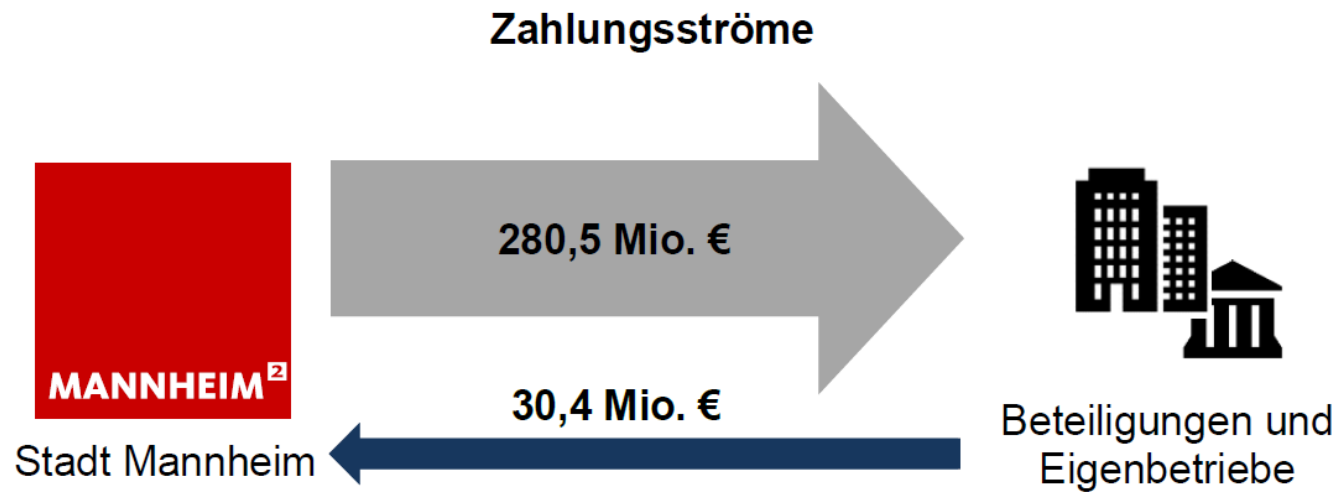 Zahlungsströme
280,5 Mio. €
MANNHEIM²
30,4 Mio. €
Stadt Mannheim
Beteiligungen und
Eigenbetriebe